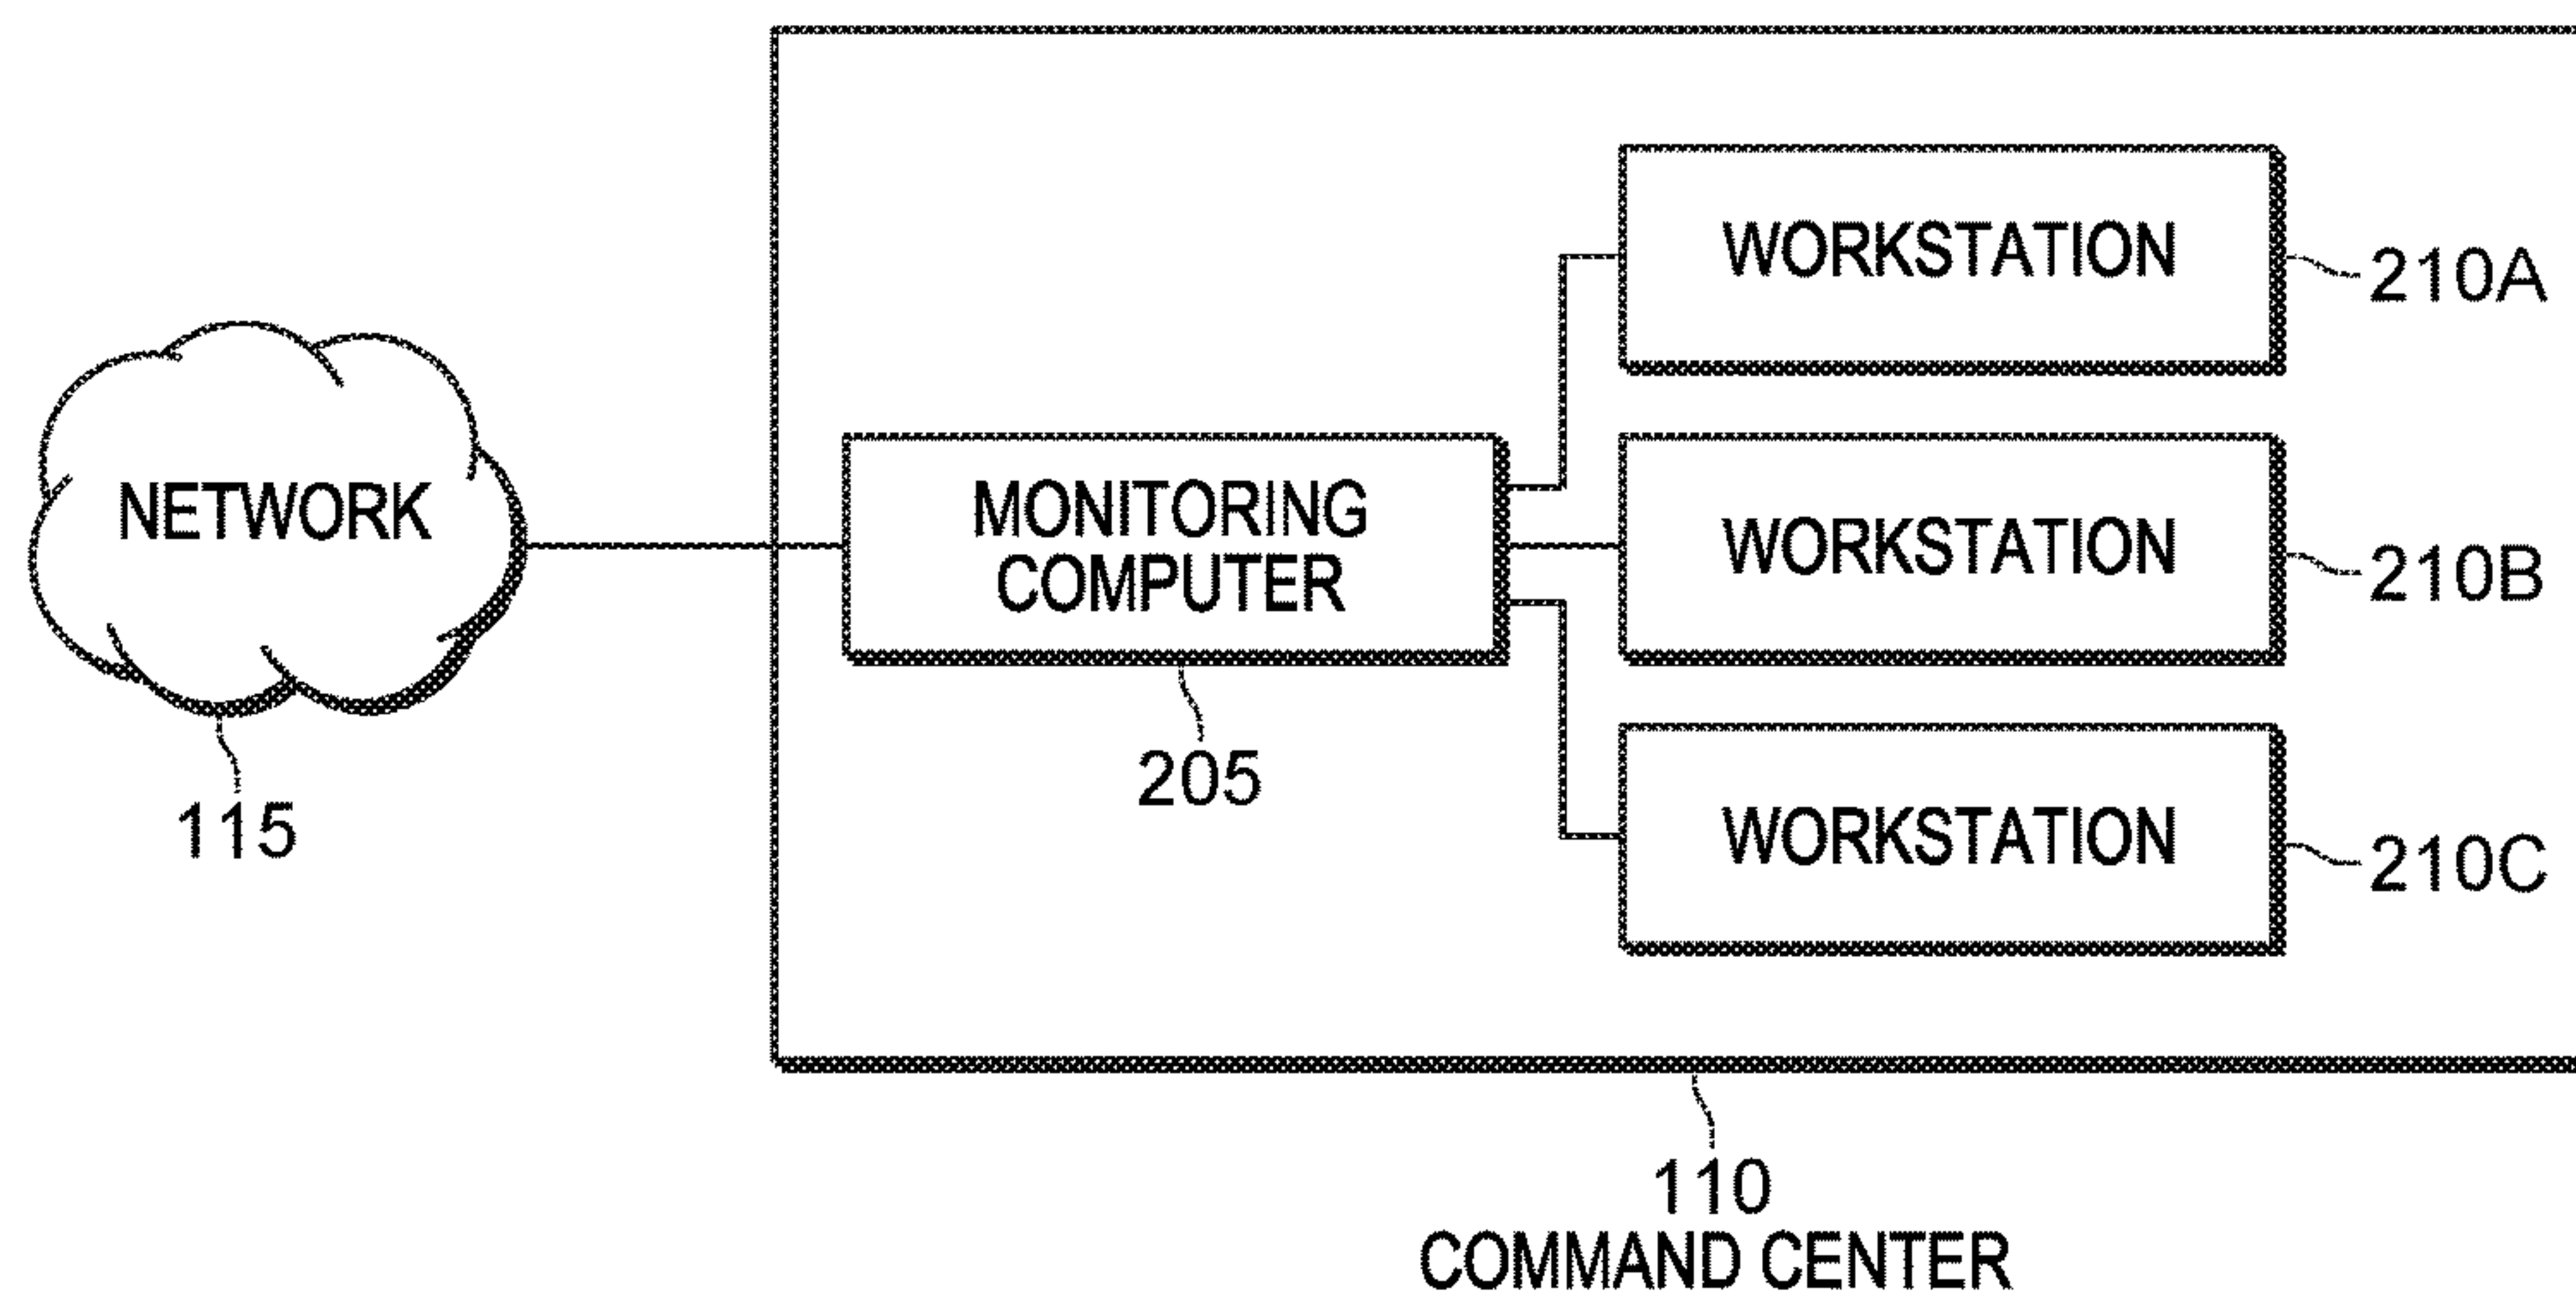 NETWORK
115
MONITORING
COMPUTER
205
WORKSTATION
210A
WORKSTATION
210B
WORKSTATION
210C
110
COMMAND CENTER